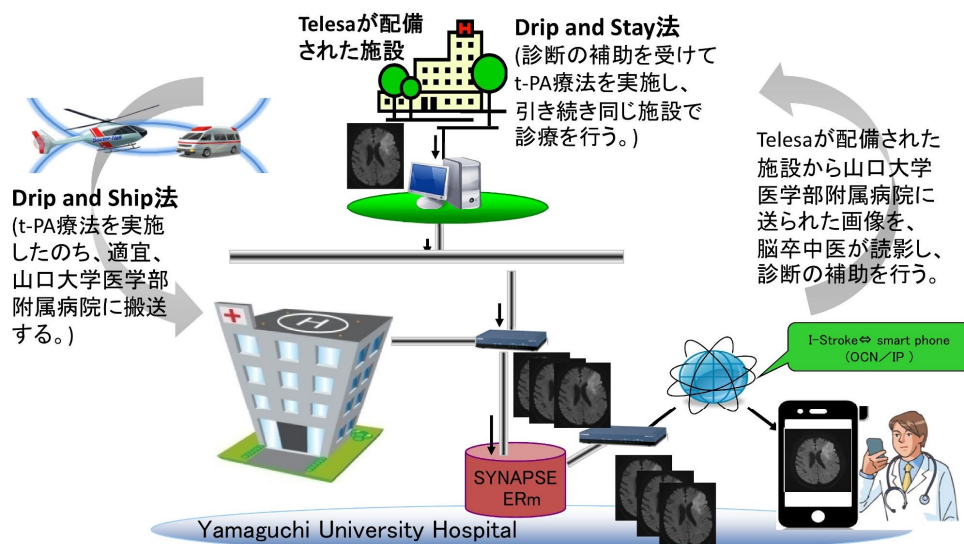 Telesaが配備
された施設
Drip and Stay法
(診断の補助を受けて
t-PA療法を実施し、
引き続き同じ施設で
診療を行う。)
H
Drip and Ship法
(t-PA療法を実施
したのち、適宜、
山口大学医学部
附属病院に搬送
する。)
Telesaが配備された
施設から山口大学
医学部附属病院に
送られた画像を、
脳卒中医が読影し、
診断の補助を行う。
H
I-Stroke⇔ smart phone
(OCN/IP )
SYNAPSE
ERm
Yamaguchi University Hospital